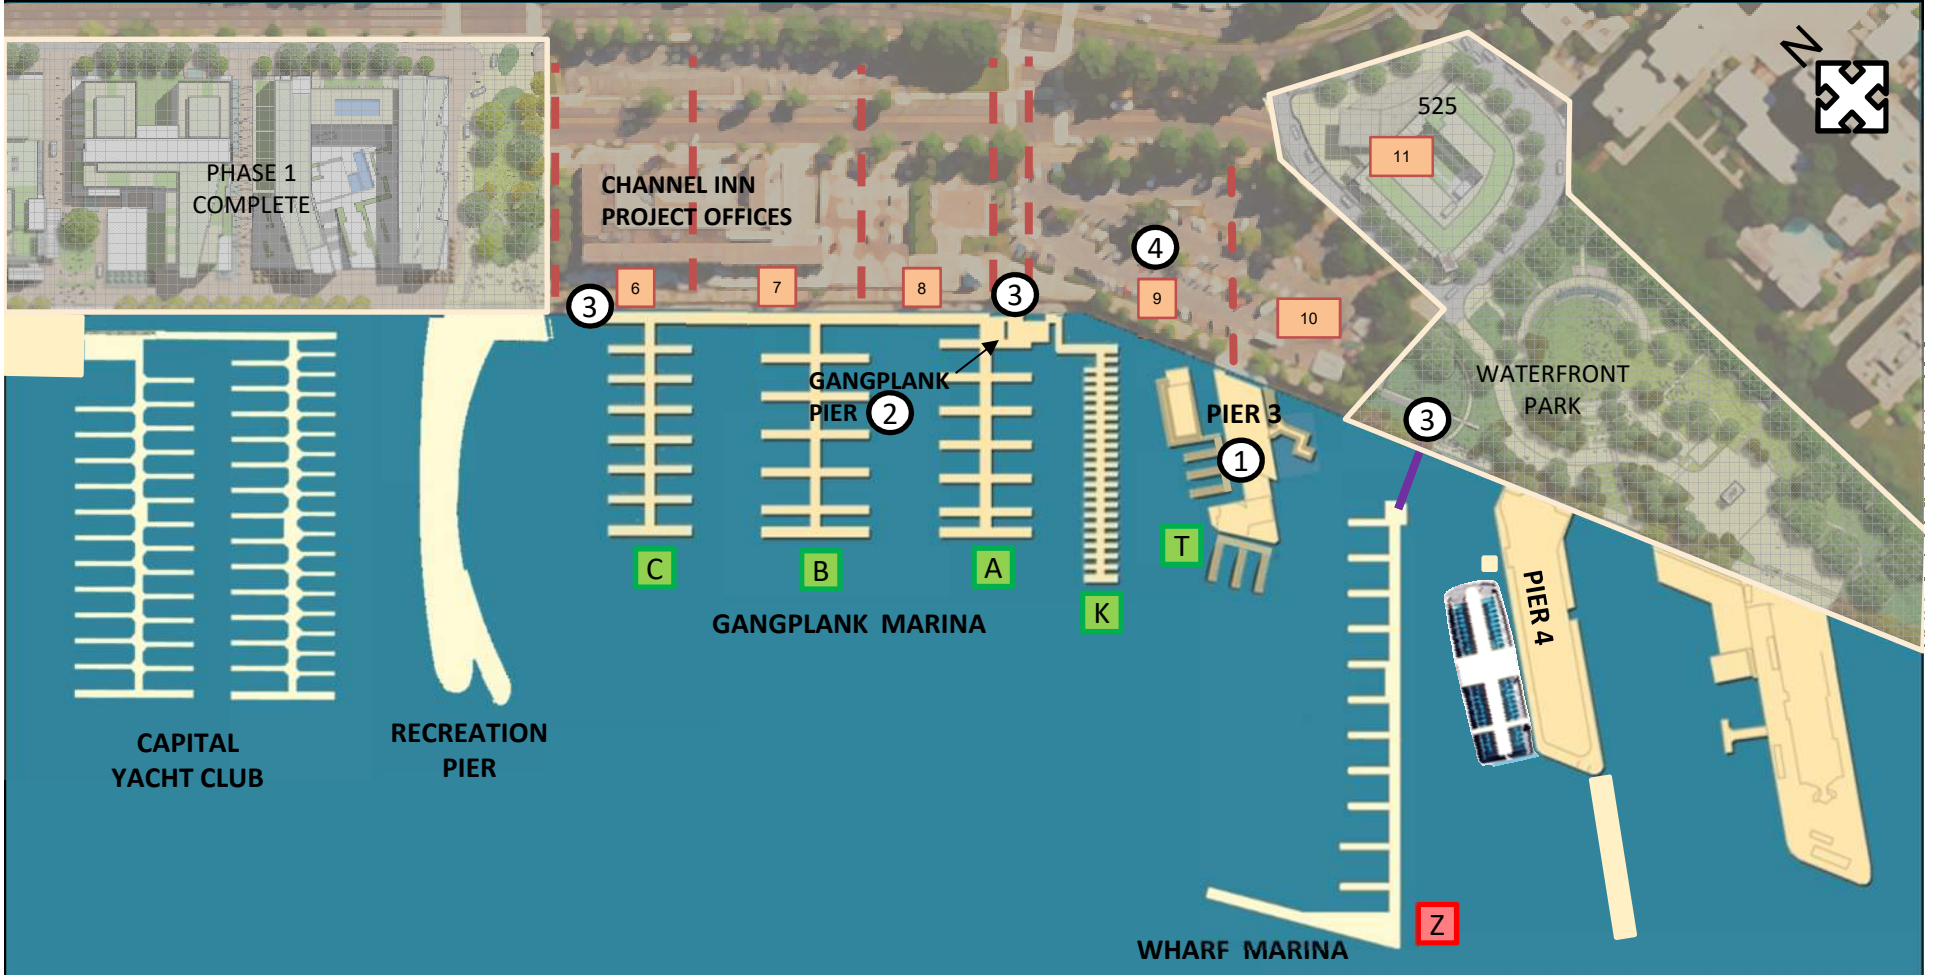 N
525
11
PHASE 1
COMPLETE
CHANNEL INN
PROJECT OFFICES
4
3
6
7
8
3
9
10
GANGPLANK
PIER
2
PIER 3
1
WATERFRONT
PARK
3
C
B
A
K
T
GANGPLANK MARINA
PIER 4
CAPITAL
YACHT CLUB
RECREATION
PIER
Z
WHARF MARINA